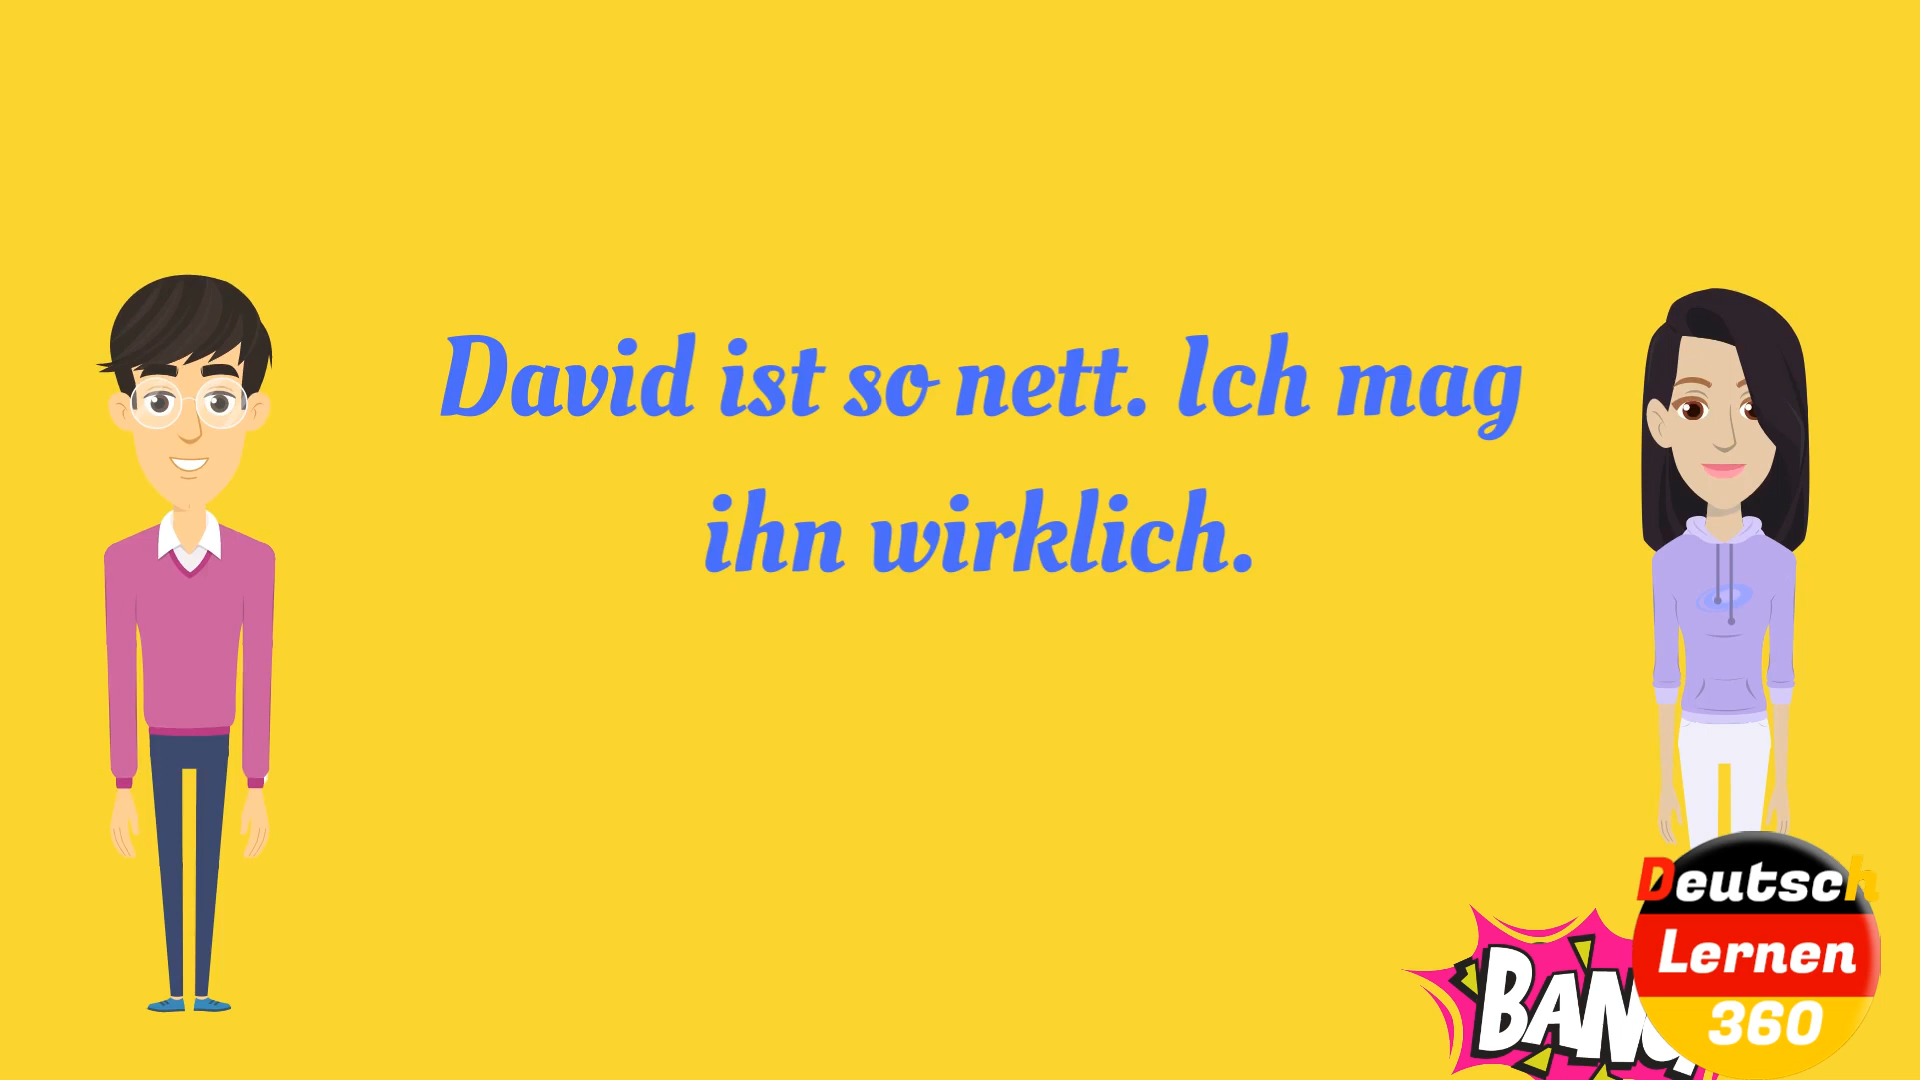 David ist so nett. Ich mag
ihn wirklich.
Deutsch
Lernen
360